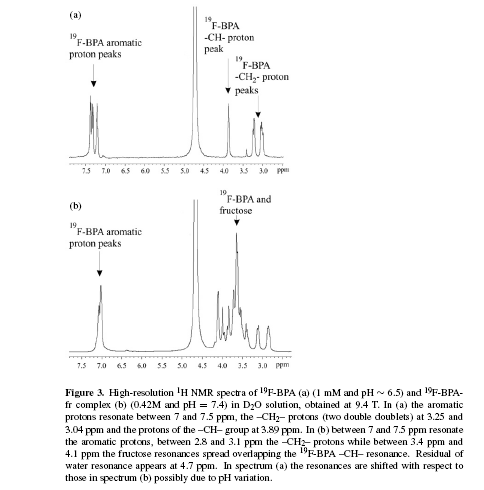 (a)
19F-BPA
-CH- proton
peak
19F-BPA aromatic
proton peaks
19F-BPA
-CH2- proton
peaks
7.5 7.0 6.5 6.0 5.5 5.0 4.5 4.0 3.5 3.0 ppm
(b)
19F-BPA and
fructose
19F-BPA aromatic
proton peaks
7.5 7.0 6.5 6.0 5.5 5.0 4.5 4.0 3.5 3.0 ppm
Figure 3. High-resolution 1H NMR spectra of 19F-BPA (a) (1 mM and pH ∼ 6.5) and 19F-BPA-
fr complex (b) (0.42M and pH = 7.4) in D2O solution, obtained at 9.4 T. In (a) the aromatic
protons resonate between 7 and 7.5 ppm, the –CH2– protons (two double doublets) at 3.25 and
3.04 ppm and the protons of the –CH– group at 3.89 ppm. In (b) between 7 and 7.5 ppm resonate
the aromatic protons, between 2.8 and 3.1 ppm the –CH2– protons while between 3.4 ppm and
4.1 ppm the fructose resonances spread overlapping the 19F-BPA –CH– resonance. Residual of
water resonance appears at 4.7 ppm. In spectrum (a) the resonances are shifted with respect to
those in spectrum (b) possibly due to pH variation.